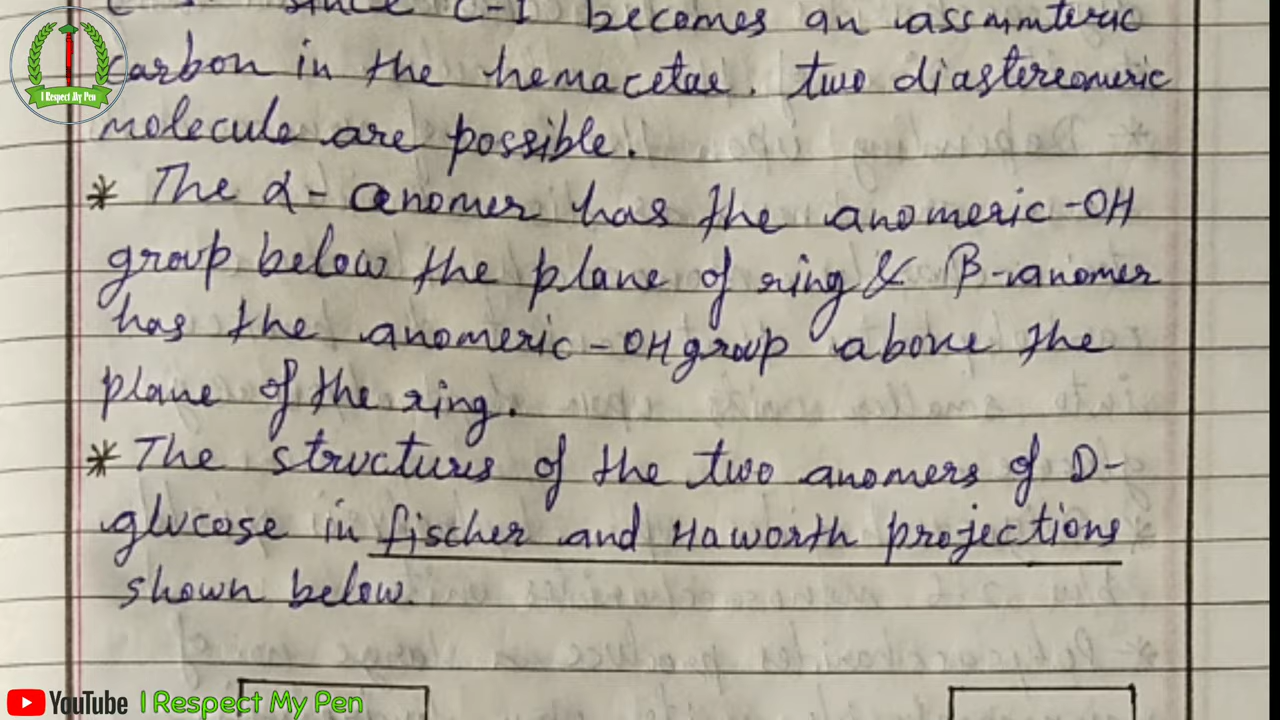 since C-1 becomes an assymteric
carbon in the hemacetae. two diastereomeric
molecule are possible.
* The α- anomer has the anomeric -OH
group below the plane of ring & β-anomer
has the anomeric -OH group above the
plane of the ring.
* The structures of the two anomers of D-
glucose in fischer and Haworth projections
shown below.
I Respect My Pen
YouTube I Respect My Pen